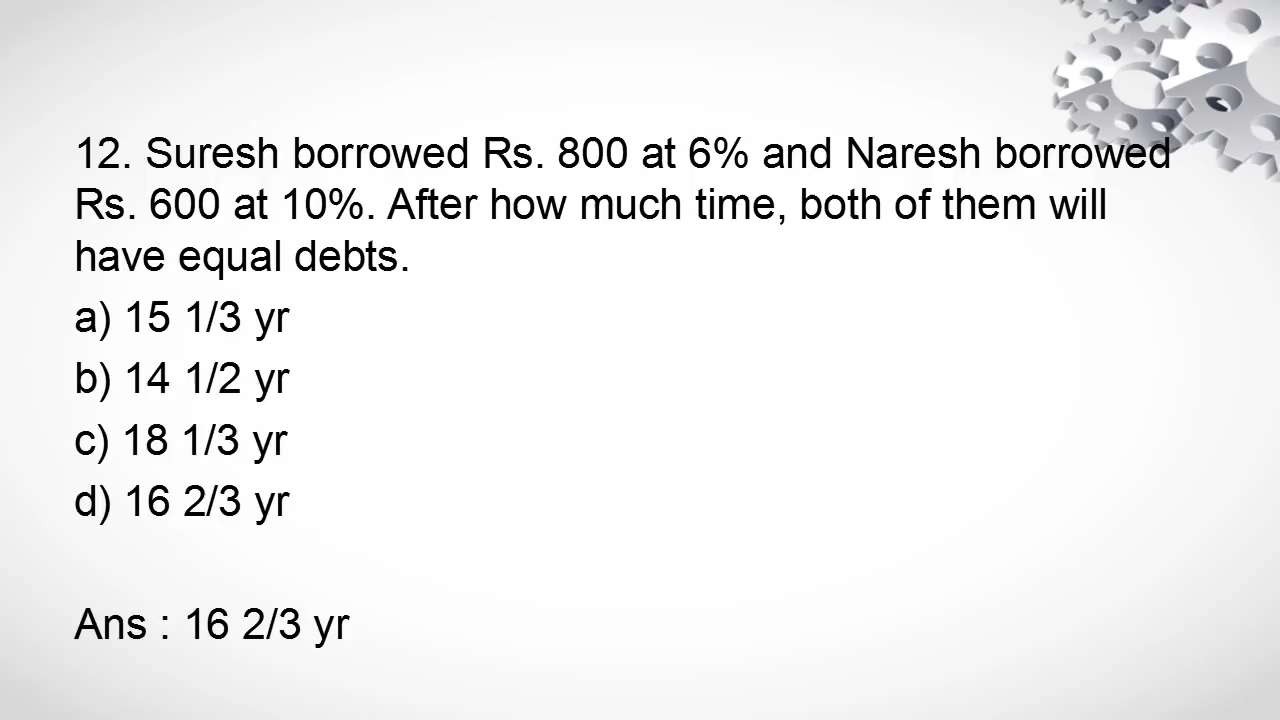 12. Suresh borrowed Rs. 800 at 6% and Naresh borrowed
Rs. 600 at 10%. After how much time, both of them will
have equal debts.
a) 15 1/3 yr
b) 14 1/2 yr
c) 18 1/3 yr
d) 16 2/3 yr
Ans : 16 2/3 yr